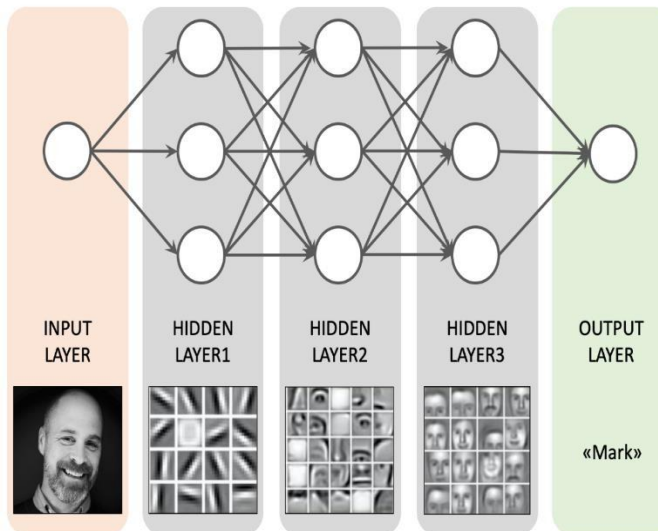 INPUT
LAYER
HIDDEN
LAYER1
HIDDEN
LAYER2
HIDDEN
LAYER3
OUTPUT
LAYER
«Mark»